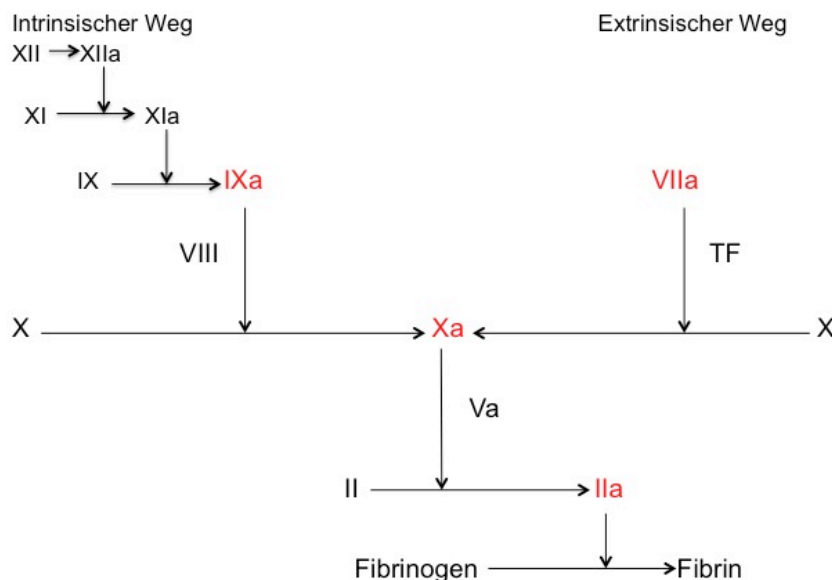 Intrinsischer Weg Extrinsischer Weg
XII XIIa
XI XIa
IX IXa VIIa
VIII TF
X Xa X
Va
II IIa
Fibrinogen Fibrin